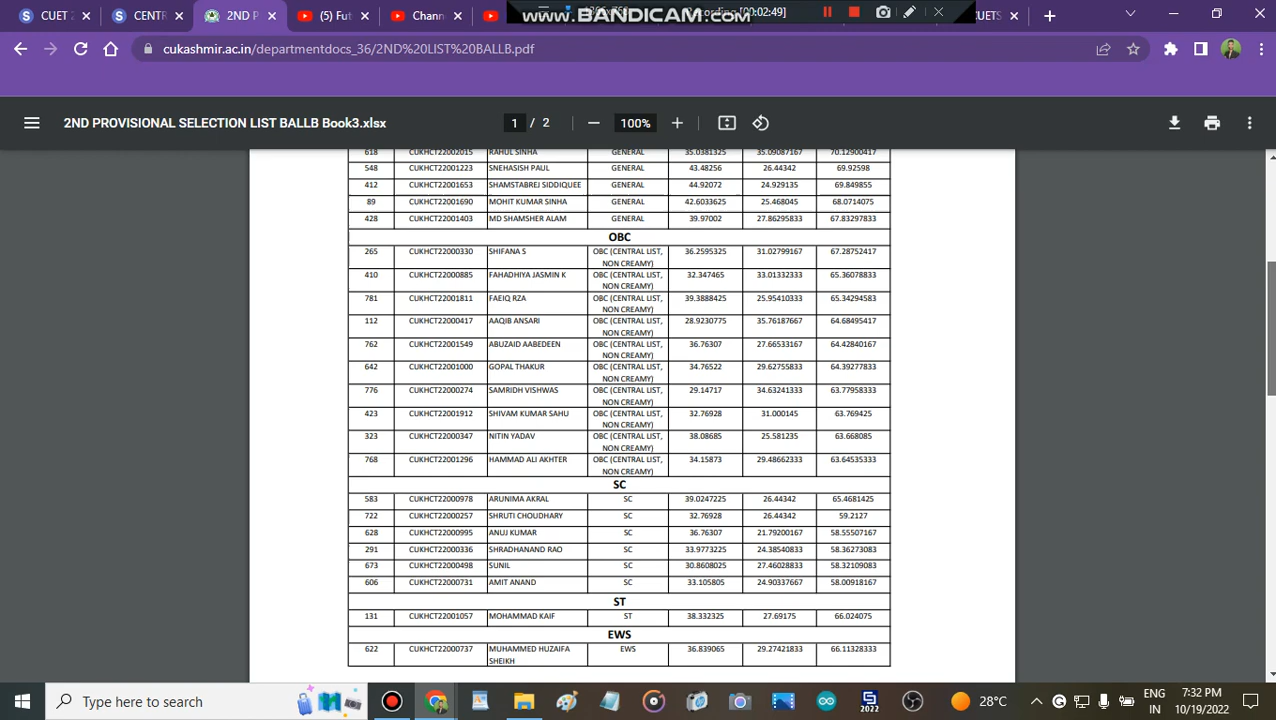 CUET
CENTR
2ND P
(5) Fut
Chann
www.BANDICAM.com
[00:02:49]
CUETS
cukashmir.ac.in/departmentdocs_36/2ND%20LIST%20BALLB.pdf
2ND PROVISIONAL SELECTION LIST BALLB Book3.xlsx
1 / 2
100%
618 CUKHCT22002015 RAHUL SINHA GENERAL 35.0381325 35.09087167 70.12900417
548 CUKHCT22001223 SNEHASISH PAUL GENERAL 43.48256 26.44342 69.92598
412 CUKHCT22001653 SHAMSTABREJ SIDDIQUEE GENERAL 44.92072 24.929135 69.849855
89 CUKHCT22001690 MOHIT KUMAR SINHA GENERAL 42.6033625 25.468045 68.0714075
428 CUKHCT22001403 MD SHAMSHER ALAM GENERAL 39.97002 27.86295833 67.83297833
OBC
265 CUKHCT22000330 SHIFANA S OBC (CENTRAL LIST, 36.2595325 31.02799167 67.28752417
NON CREAMY)
410 CUKHCT22000885 FAHADHIYA JASMIN K OBC (CENTRAL LIST, 32.347465 33.01332333 65.36078833
NON CREAMY)
781 CUKHCT22001811 FAEIQ RZA OBC (CENTRAL LIST, 39.3888425 25.95410333 65.34294583
NON CREAMY)
112 CUKHCT22000417 AAQIB ANSARI OBC (CENTRAL LIST, 28.9230775 35.76187667 64.68495417
NON CREAMY)
762 CUKHCT22001549 ABUZAID AABEDEEN OBC (CENTRAL LIST, 36.76307 27.66533167 64.42840167
NON CREAMY)
642 CUKHCT22001000 GOPAL THAKUR OBC (CENTRAL LIST, 34.76522 29.62755833 64.39277833
NON CREAMY)
776 CUKHCT22000274 SAMRIDH VISHWAS OBC (CENTRAL LIST, 29.14717 34.63241333 63.77958333
NON CREAMY)
423 CUKHCT22001912 SHIVAM KUMAR SAHU OBC (CENTRAL LIST, 32.76928 31.000145 63.769425
NON CREAMY)
323 CUKHCT22000347 NITIN YADAV OBC (CENTRAL LIST, 38.08685 25.581235 63.668085
NON CREAMY)
768 CUKHCT22001296 HAMMAD ALI AKHTER OBC (CENTRAL LIST, 34.15873 29.48662333 63.64535333
NON CREAMY)
SC
583 CUKHCT22000978 ARUNIMA AKRAL SC 39.0247225 26.44342 65.4681425
722 CUKHCT22000257 SHRUTI CHOUDHARY SC 32.76928 26.44342 59.2127
628 CUKHCT22000995 ANUJ KUMAR SC 36.76307 21.79200167 58.55507167
291 CUKHCT22000336 SHRADHANAND RAO SC 33.9773225 24.38540833 58.36273083
673 CUKHCT22000498 SUNIL SC 30.8608025 27.46028833 58.32109083
606 CUKHCT22000731 AMIT ANAND SC 33.105805 24.90337667 58.00918167
ST
131 CUKHCT22001057 MOHAMMAD KAIF ST 38.332325 27.69175 66.024075
EWS
622 CUKHCT22000737 MUHAMMED HUZAIFA EWS 36.839065 29.27421833 66.11328333
SHEIKH
Type here to search
2022
28°C
ENG
IN
7:32 PM
10/19/2022